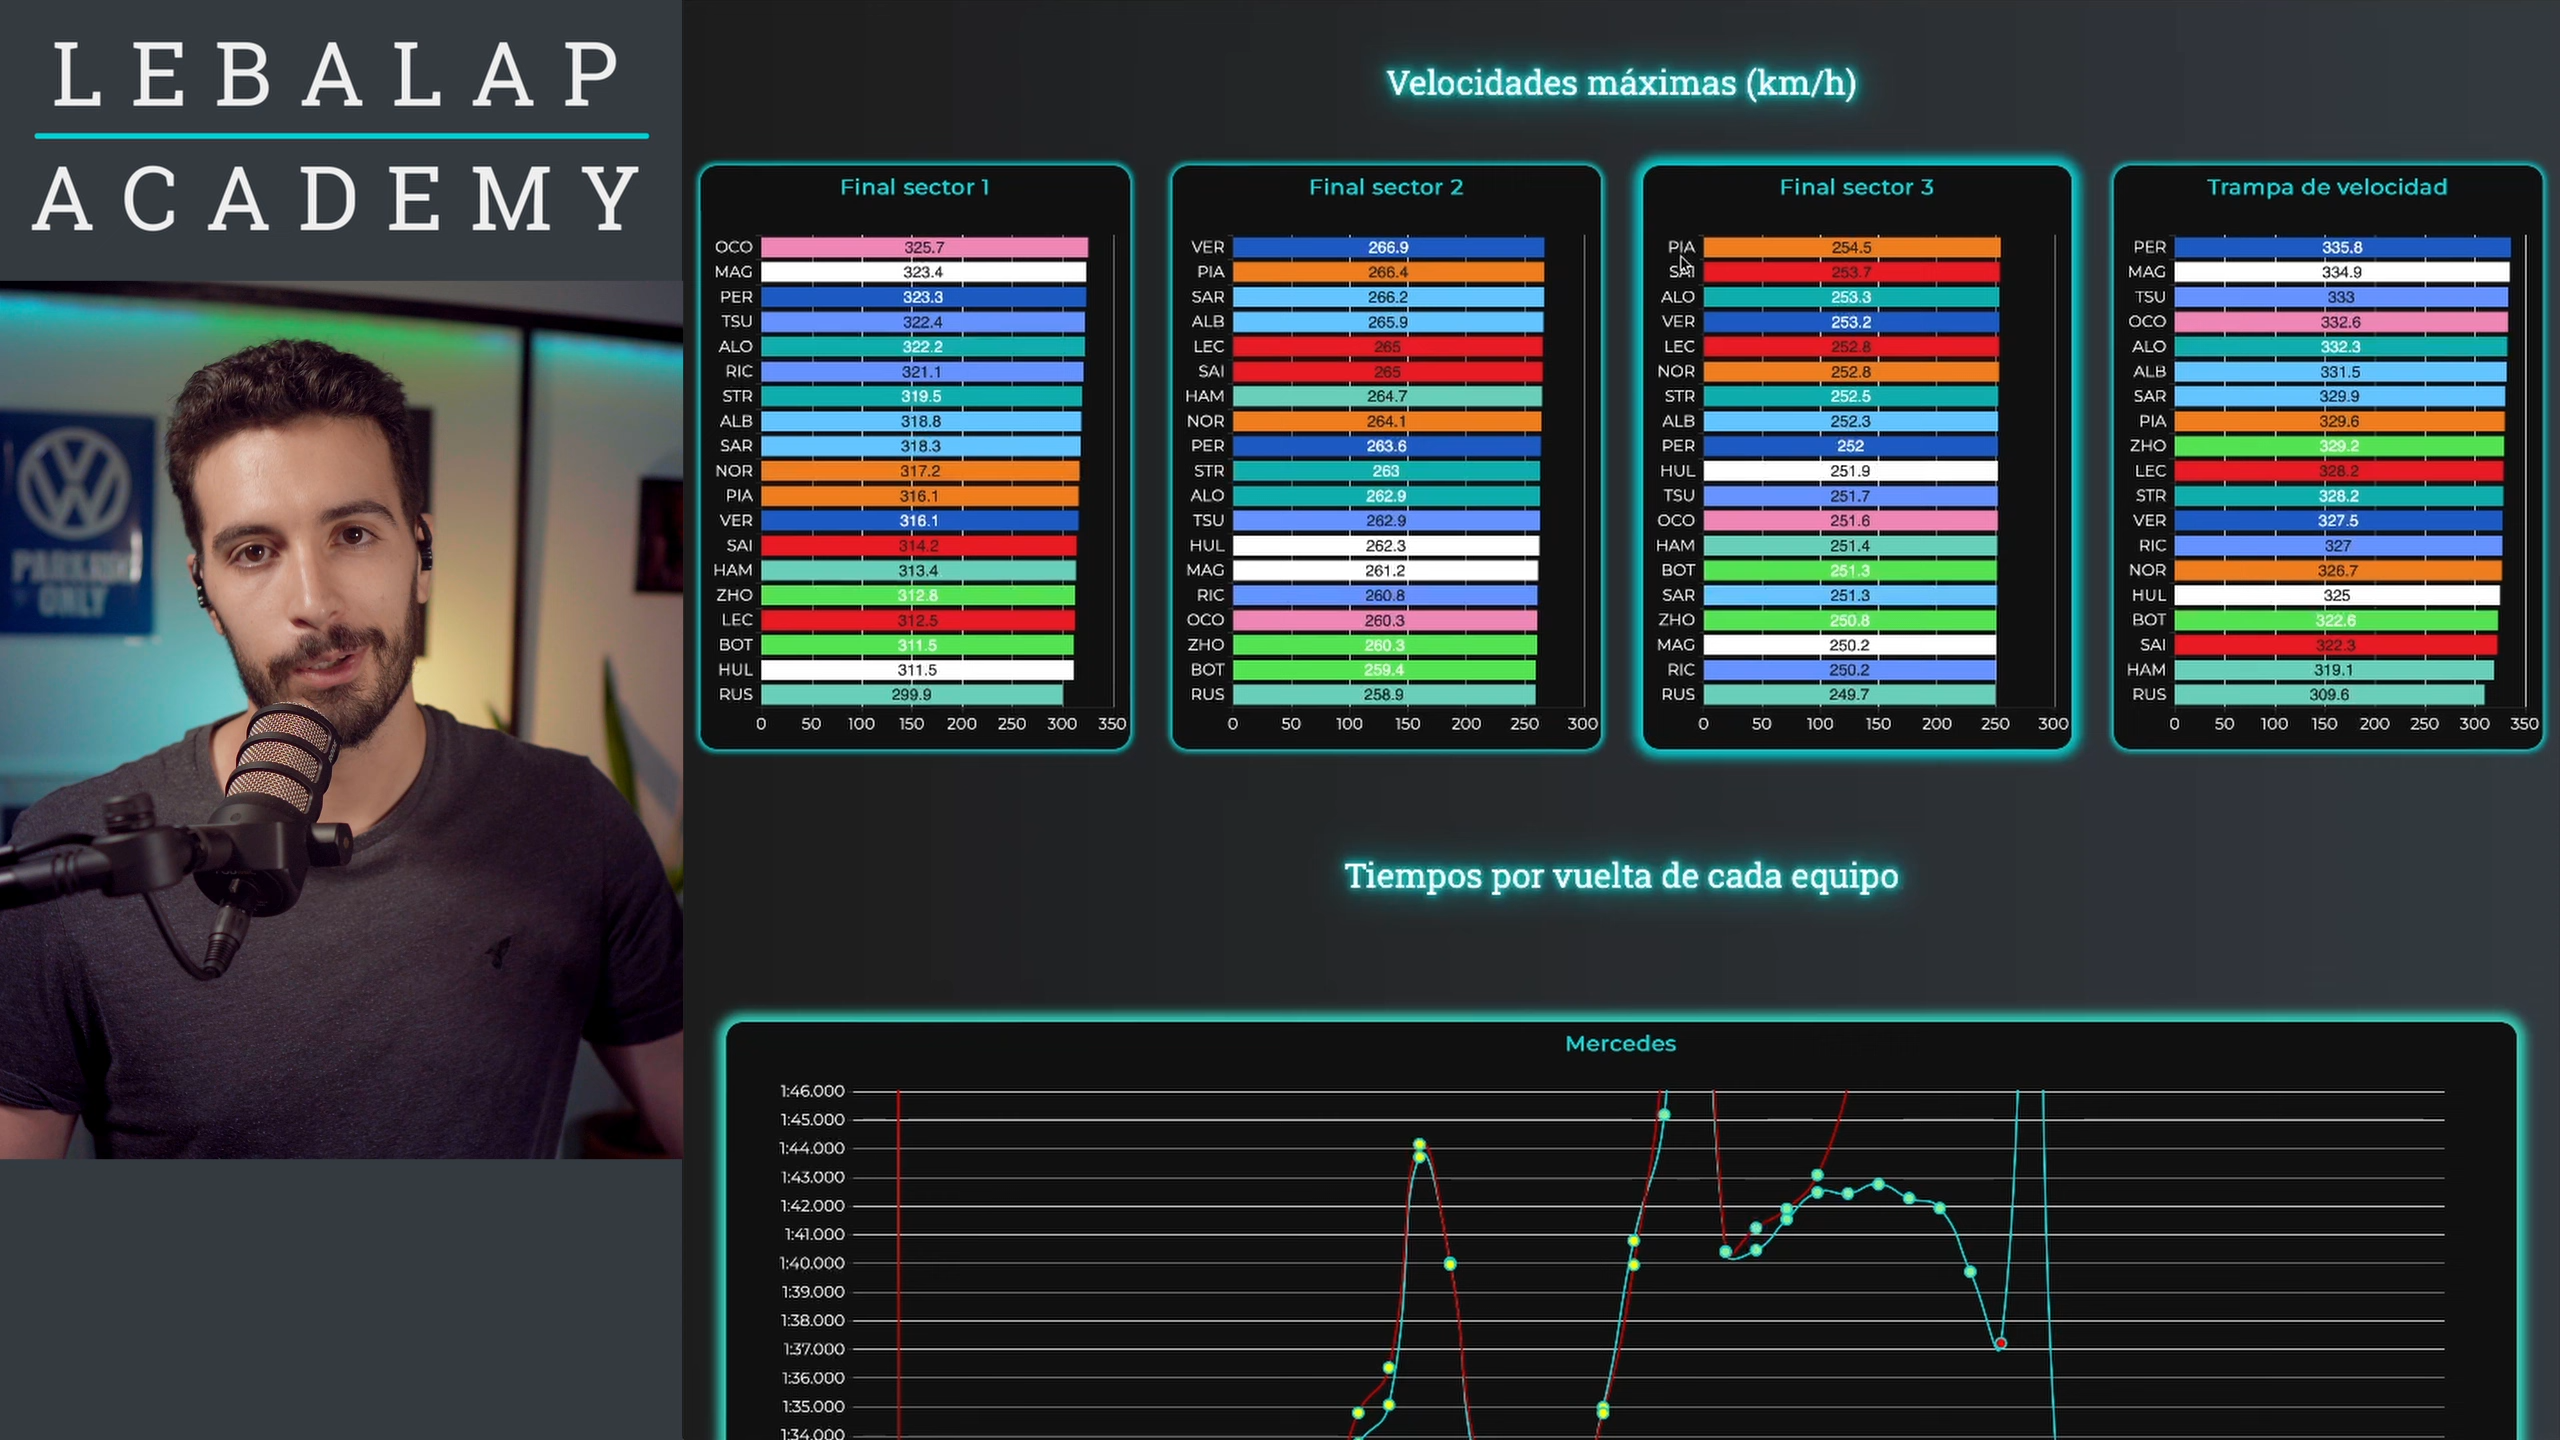 LEBALAP
ACADEMY
PARKING
ONLY
Velocidades máximas (km/h)
Final sector 1
OCO 325.7
MAG 323.4
PER 323.3
TSU 322.4
ALO 322.2
RIC 321.1
STR 319.5
ALB 318.8
SAR 318.3
NOR 317.2
PIA 316.1
VER 316.1
SAI 314.2
HAM 313.4
ZHO 312.8
LEC 312.5
BOT 311.5
HUL 311.5
RUS 299.9
0 50 100 150 200 250 300 350
Final sector 2
VER 266.9
PIA 266.4
SAR 266.2
ALB 265.9
LEC 265
SAI 265
HAM 264.7
NOR 264.1
PER 263.6
STR 263
ALO 262.9
TSU 262.9
HUL 262.3
MAG 261.2
RIC 260.8
OCO 260.3
ZHO 260.3
BOT 259.4
RUS 258.9
0 50 100 150 200 250 300
Final sector 3
PIA 254.5
SAI 253.7
ALO 253.3
VER 253.2
LEC 252.8
NOR 252.8
STR 252.5
ALB 252.3
PER 252
HUL 251.9
TSU 251.7
OCO 251.6
HAM 251.4
BOT 251.3
SAR 251.3
ZHO 250.8
MAG 250.2
RIC 250.2
RUS 249.7
0 50 100 150 200 250 300
Trampa de velocidad
PER 335.8
MAG 334.9
TSU 333
OCO 332.6
ALO 332.3
ALB 331.5
SAR 329.9
PIA 329.6
ZHO 329.2
LEC 328.2
STR 328.2
VER 327.5
RIC 327
NOR 326.7
HUL 325
BOT 322.6
SAI 322.3
HAM 319.1
RUS 309.6
0 50 100 150 200 250 300 350
Tiempos por vuelta de cada equipo
Mercedes
1:46.000
1:45.000
1:44.000
1:43.000
1:42.000
1:41.000
1:40.000
1:39.000
1:38.000
1:37.000
1:36.000
1:35.000
1:34.000